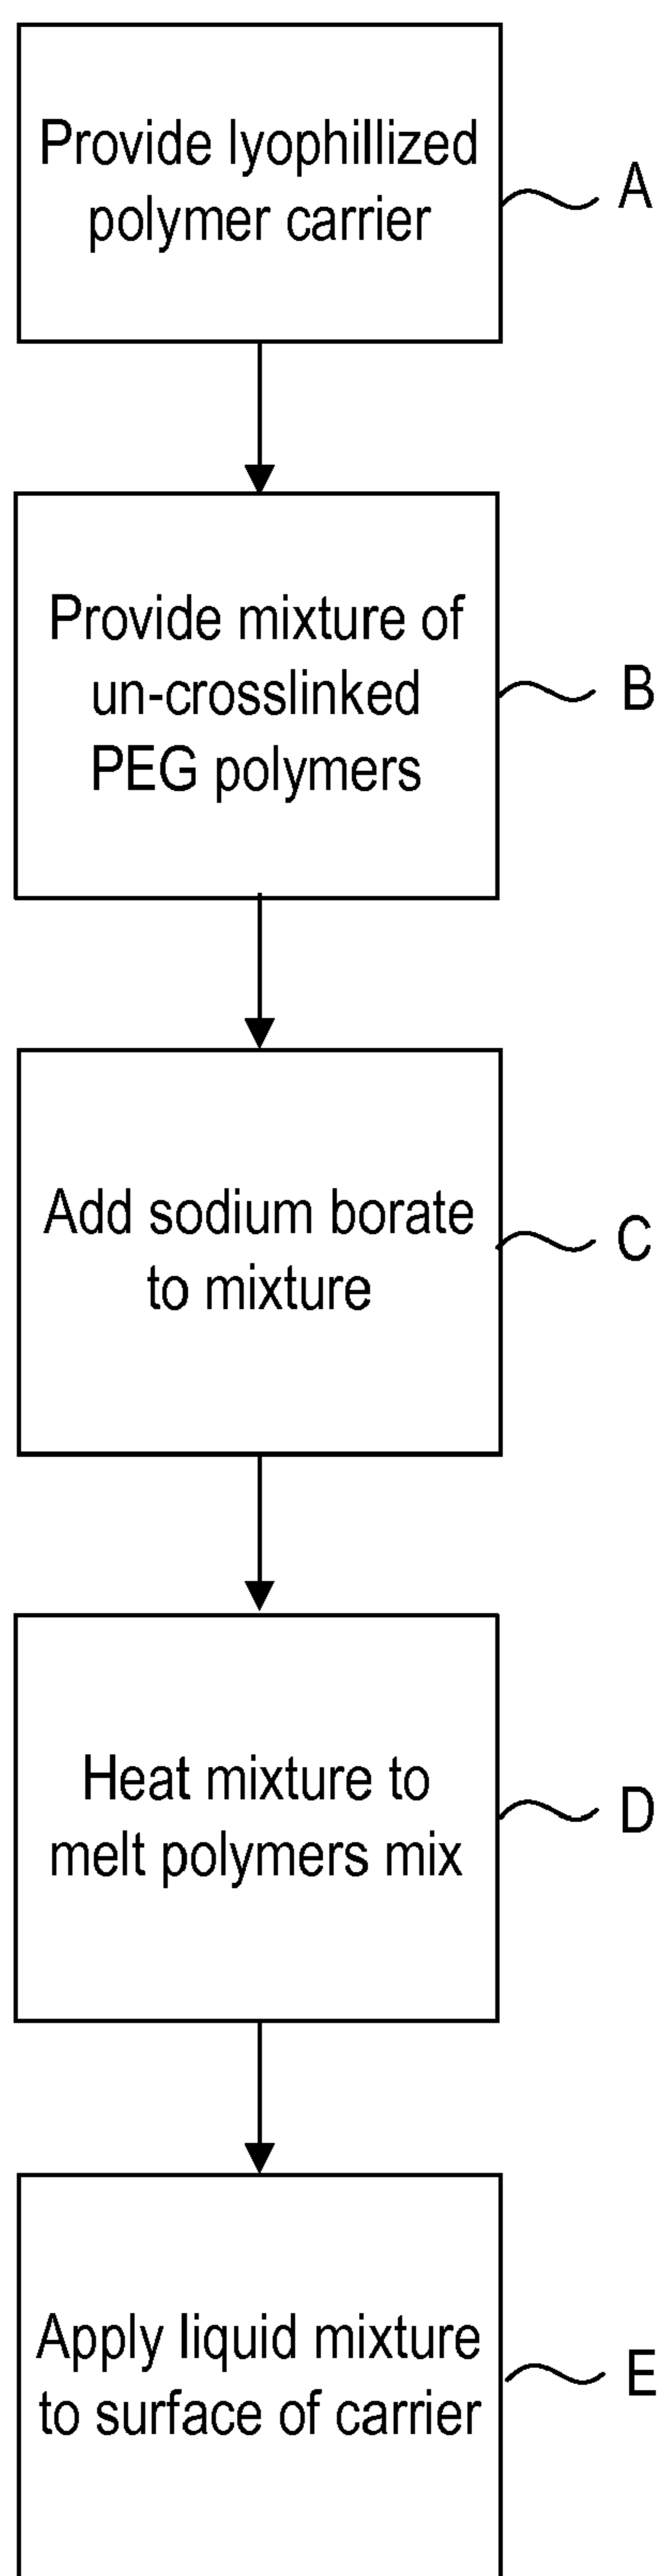 Provide lyophillized
polymer carrier
A
Provide mixture of
un-crosslinked
PEG polymers
B
Add sodium borate
to mixture
C
Heat mixture to
melt polymers mix
D
Apply liquid mixture
to surface of carrier
E